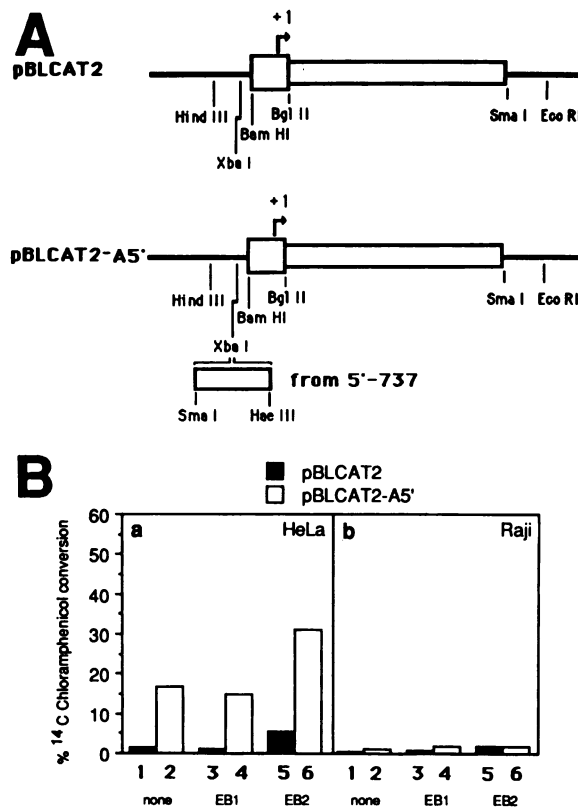 A
+1
pBLCAT2
Hind III
Xba I
Bam HI
Bgl II
Sma I
Eco RI
+1
pBLCAT2-A5'
Hind III
Xba I
Bam HI
Bgl II
Sma I
Eco RI
from 5'-737
Sma I
Hae III
B
pBLCAT2
pBLCAT2-A5'
% 14C Chloramphenicol conversion
60
50
40
30
20
10
0
a
HeLa
b
Raji
1 2 3 4 5 6 1 2 3 4 5 6
none EB1 EB2 none EB1 EB2